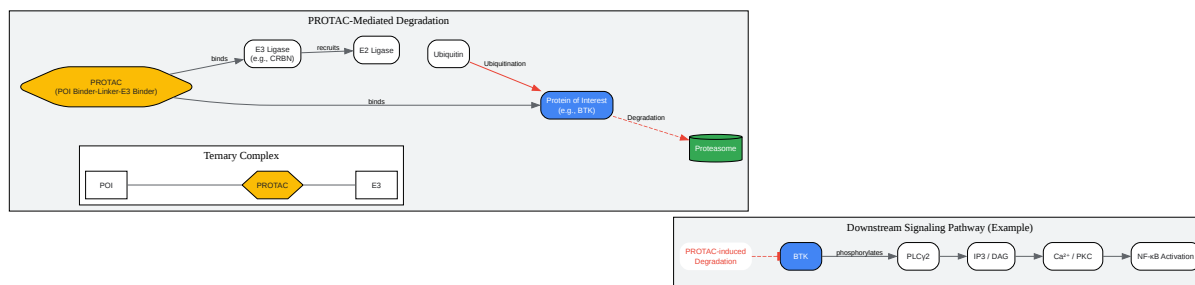 PROTAC-Mediated Degradation
E3 Ligase
(e.g., CRBN)
recruits
E2 Ligase
Ubiquitin
binds
Ubiquitination
PROTAC
(POI Binder-Linker-E3 Binder)
binds
Protein of Interest
(e.g., BTK)
Degradation
Proteasome
Ternary Complex
POI
PROTAC
E3
Downstream Signaling Pathway (Example)
PROTAC-induced
Degradation
BTK
phosphorylates
PLCγ2
IP3 / DAG
Ca²⁺ / PKC
NF-κB Activation